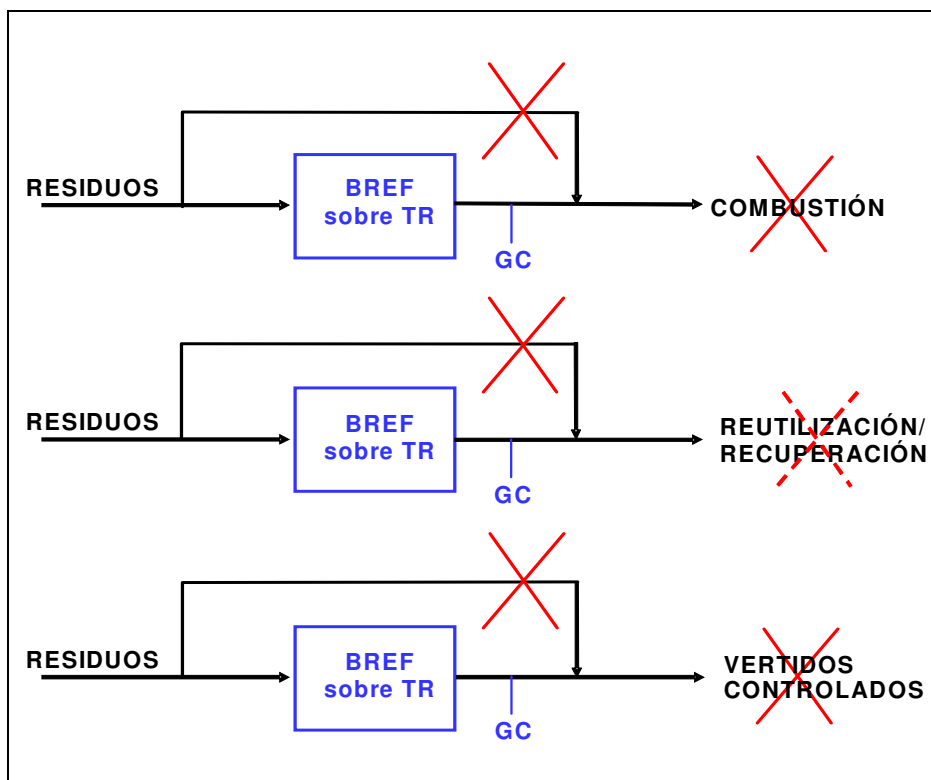 RESIDUOS
BREF
sobre TR
GC
COMBUSTIÓN
RESIDUOS
BREF
sobre TR
GC
REUTILIZACIÓN/
RECUPERACIÓN
RESIDUOS
BREF
sobre TR
GC
VERTIDOS
CONTROLADOS